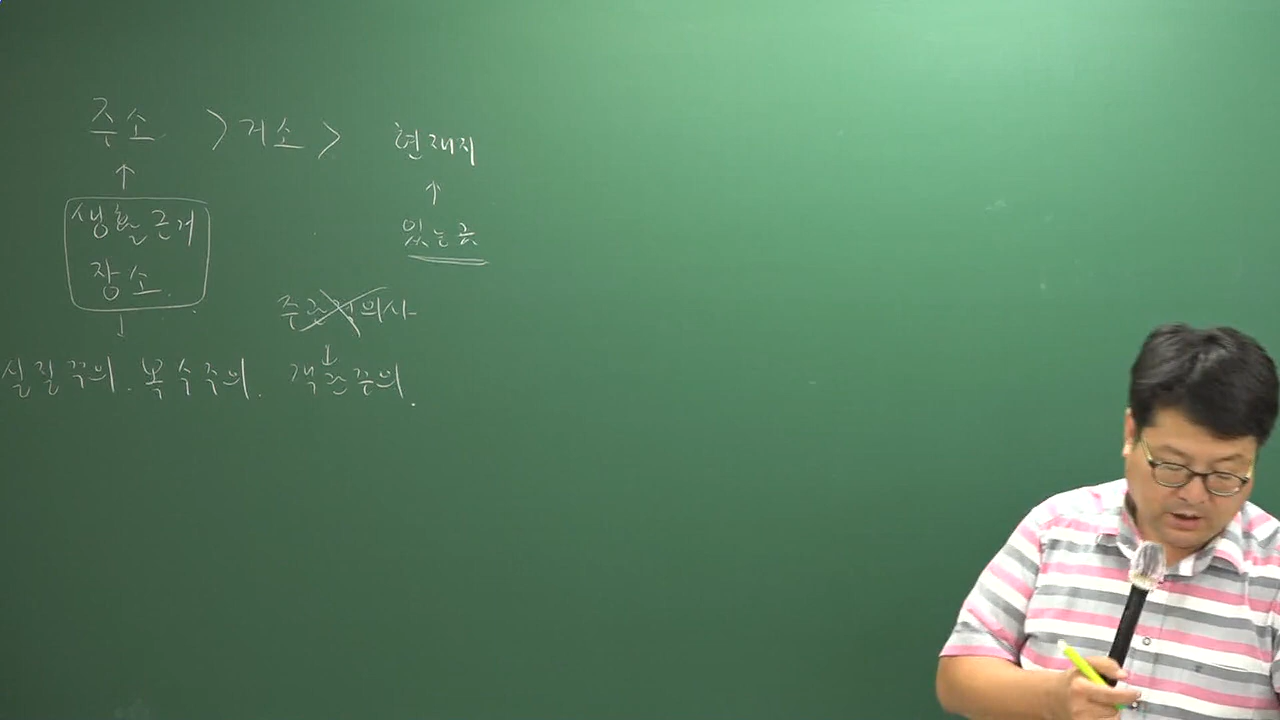 주소 > 거소 > 현재지
↑ ↑
생활근거 있는곳
장소.
주관적의사
↓ ↓
실질주의. 복수주의. 객관주의.